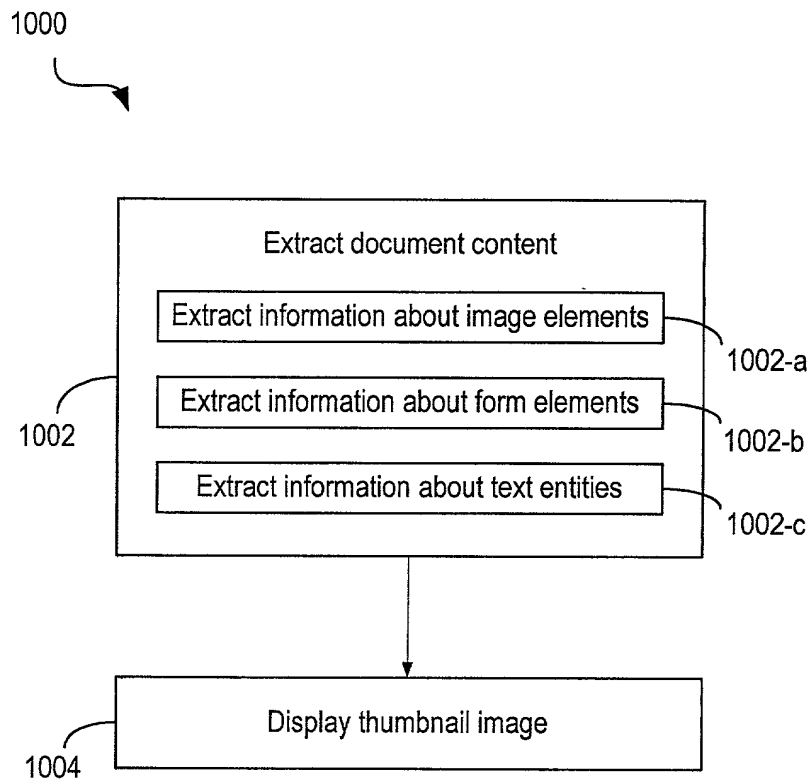 1000
Extract document content
Extract information about image elements
1002-a
Extract information about form elements
1002-b
1002
Extract information about text entities
1002-c
Display thumbnail image
1004